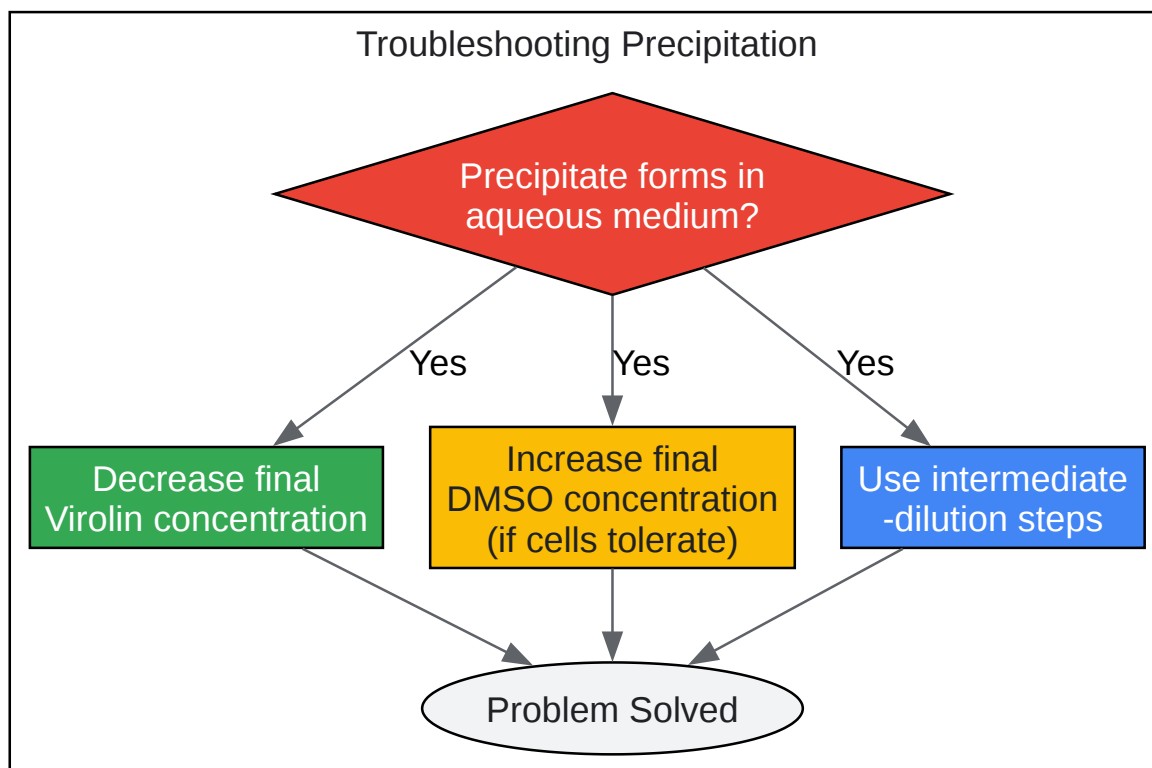 Troubleshooting Precipitation
Precipitate forms in
aqueous medium?
Yes
Yes
Yes
Decrease final
Virolin concentration
Increase final
DMSO concentration
(if cells tolerate)
Use intermediate
-dilution steps
Problem Solved